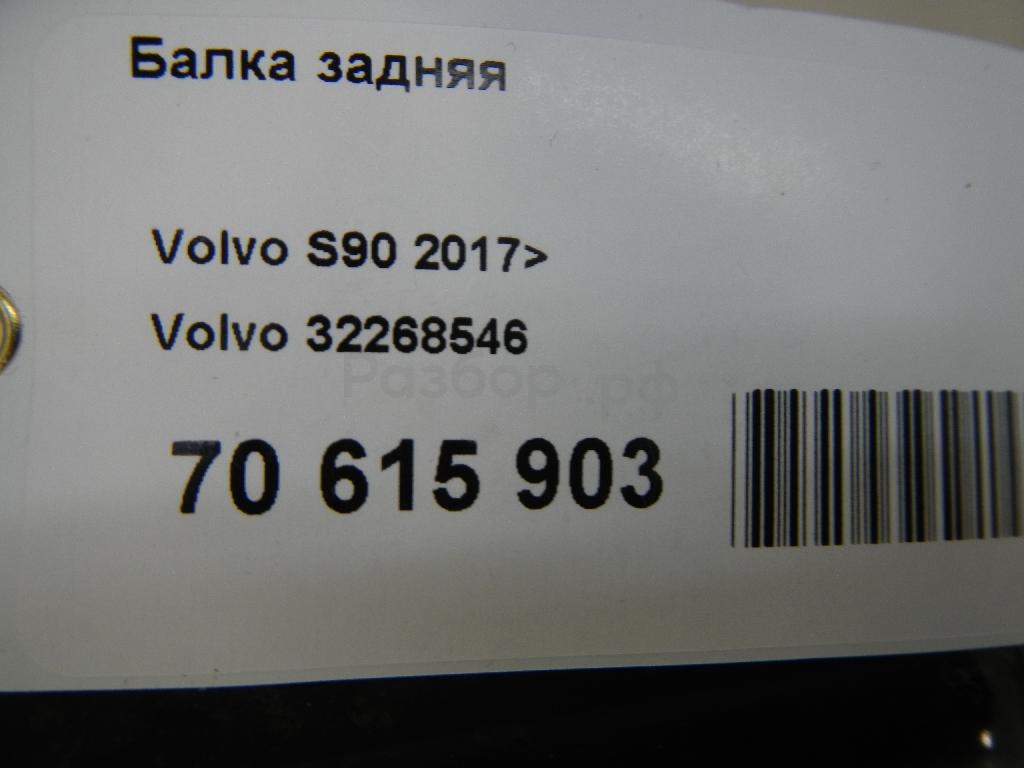 Балка задняя
Volvo S90 2017>
Volvo 32268546
Разбор.рф
70 615 903